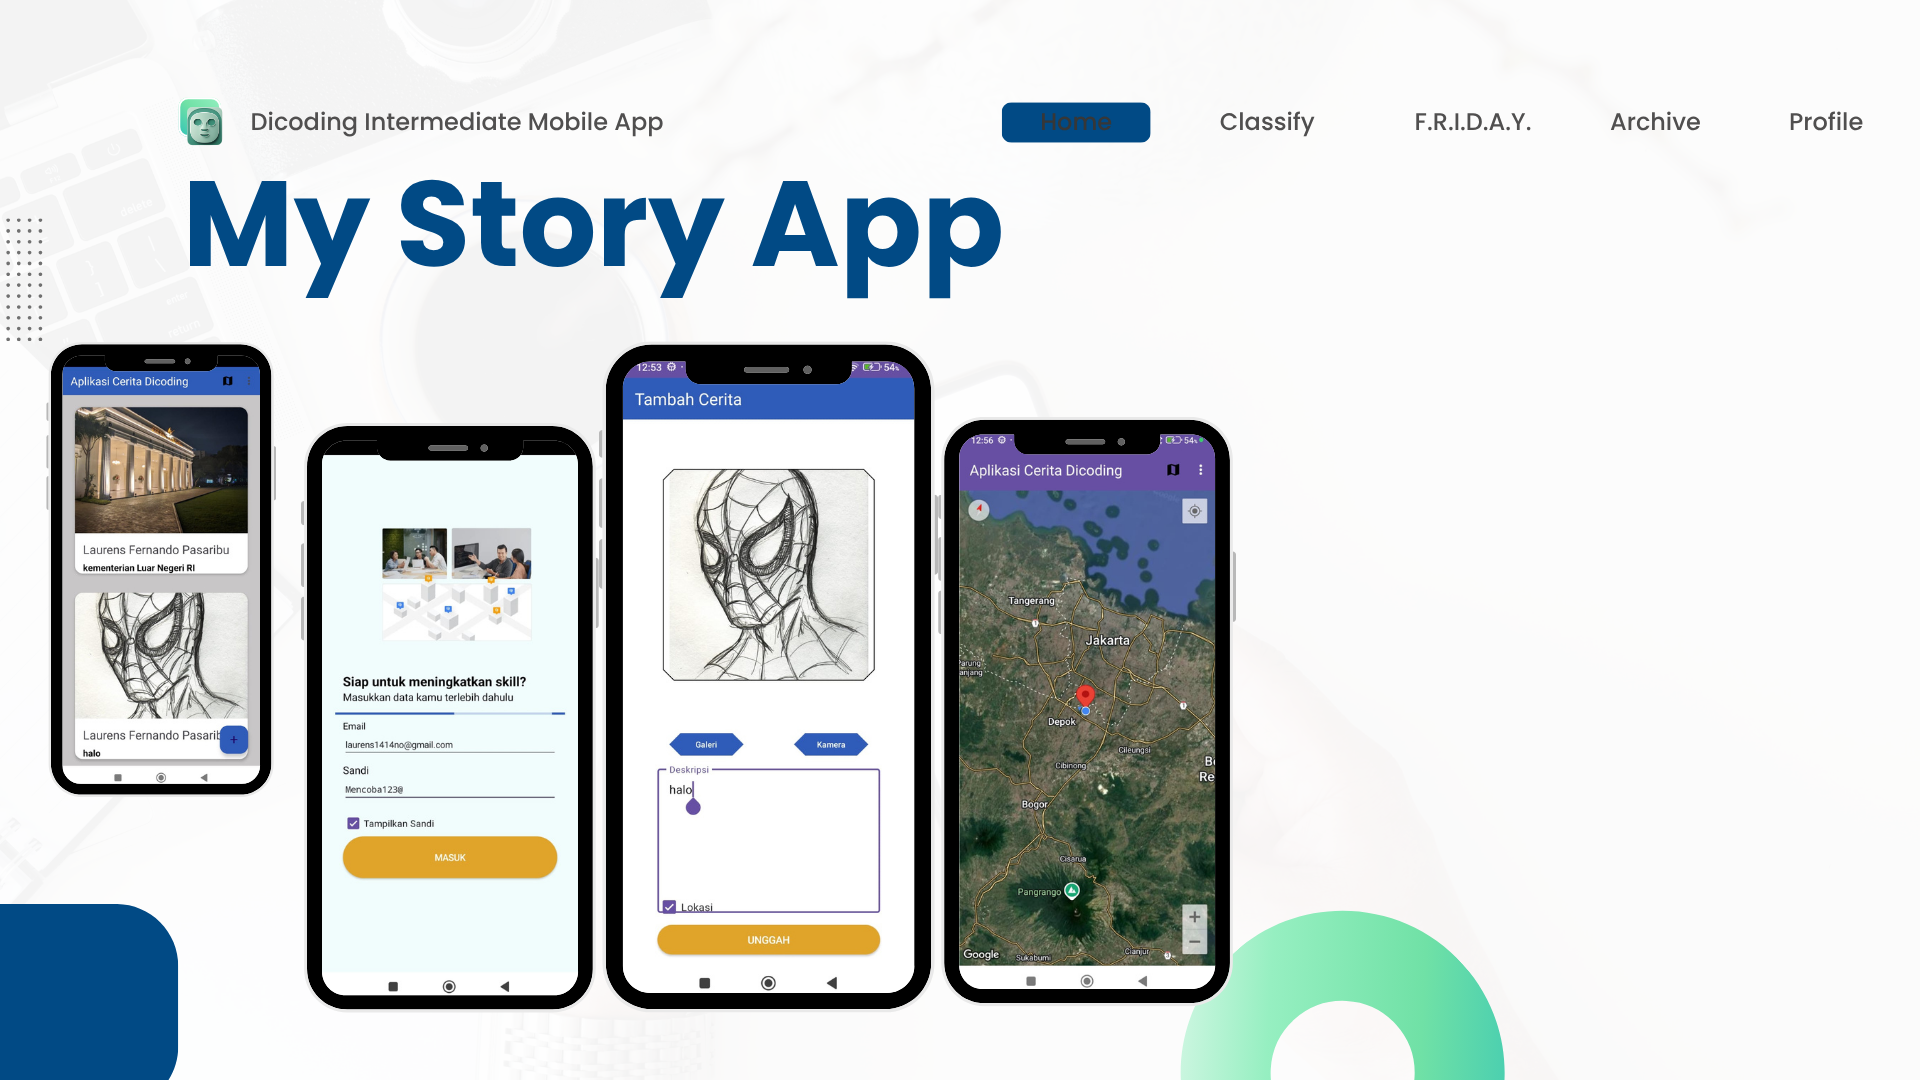 Dicoding Intermediate Mobile App
Home
Classify
F.R.I.D.A.Y.
Archive
Profile
My Story App
Aplikasi Cerita Dicoding
Laurens Fernando Pasaribu
kementerian Luar Negeri RI
Laurens Fernando Pasarib
+
halo
Siap untuk meningkatkan skill?
Masukkan data kamu terlebih dahulu
Email
laurens1414no@gmail.com
Sandi
Mencoba123@
Tampilkan Sandi
MASUK
12:53
54
Tambah Cerita
Galeri
Kamera
Deskripsi
halo
Lokasi
UNGGAH
12:56
54
Aplikasi Cerita Dicoding
Tangerang
Jakarta
Depok
Cileungsi
Cibinong
Bogor
Cisarua
Pangrango
Cianjur
Google
Sukabumi